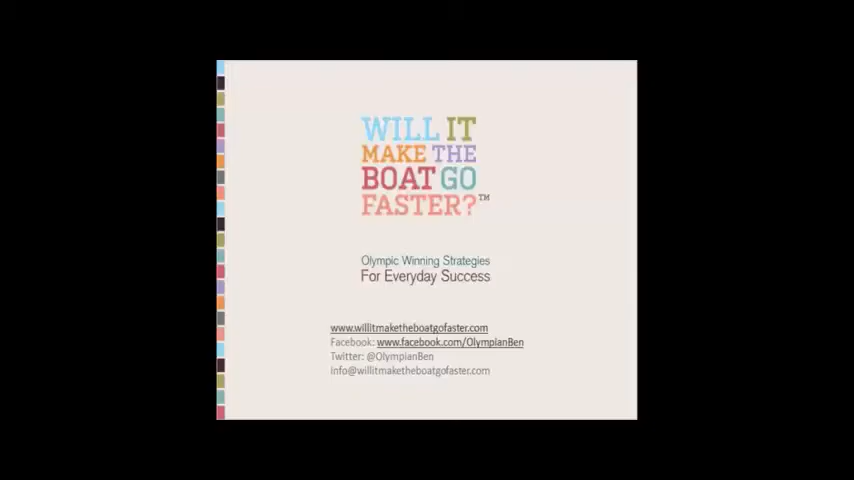 WILL IT
MAKE THE
BOAT GO
FASTER?™
Olympic Winning Strategies
For Everyday Success
www.willitmaketheboatgofaster.com
Facebook: www.facebook.com/OlympianBen
Twitter: @OlympianBen
info@willitmaketheboatgofaster.com